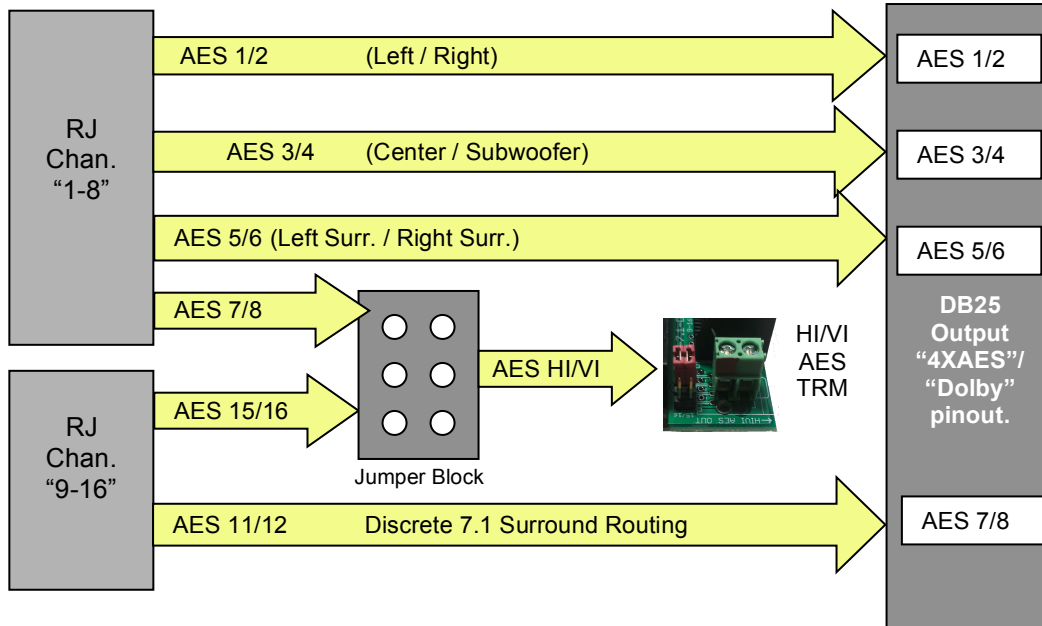 RJ
Chan.
“1-8”
AES 1/2 (Left / Right)
AES 1/2
AES 3/4 (Center / Subwoofer)
AES 3/4
AES 5/6 (Left Surr. / Right Surr.)
AES 5/6
AES 7/8
AES HI/VI
HI/VI
AES
TRM
←HIVI AES OUT
DB25
Output
“4XAES”/
“Dolby”
pinout.
RJ
Chan.
“9-16”
AES 15/16
Jumper Block
AES 11/12 Discrete 7.1 Surround Routing
AES 7/8